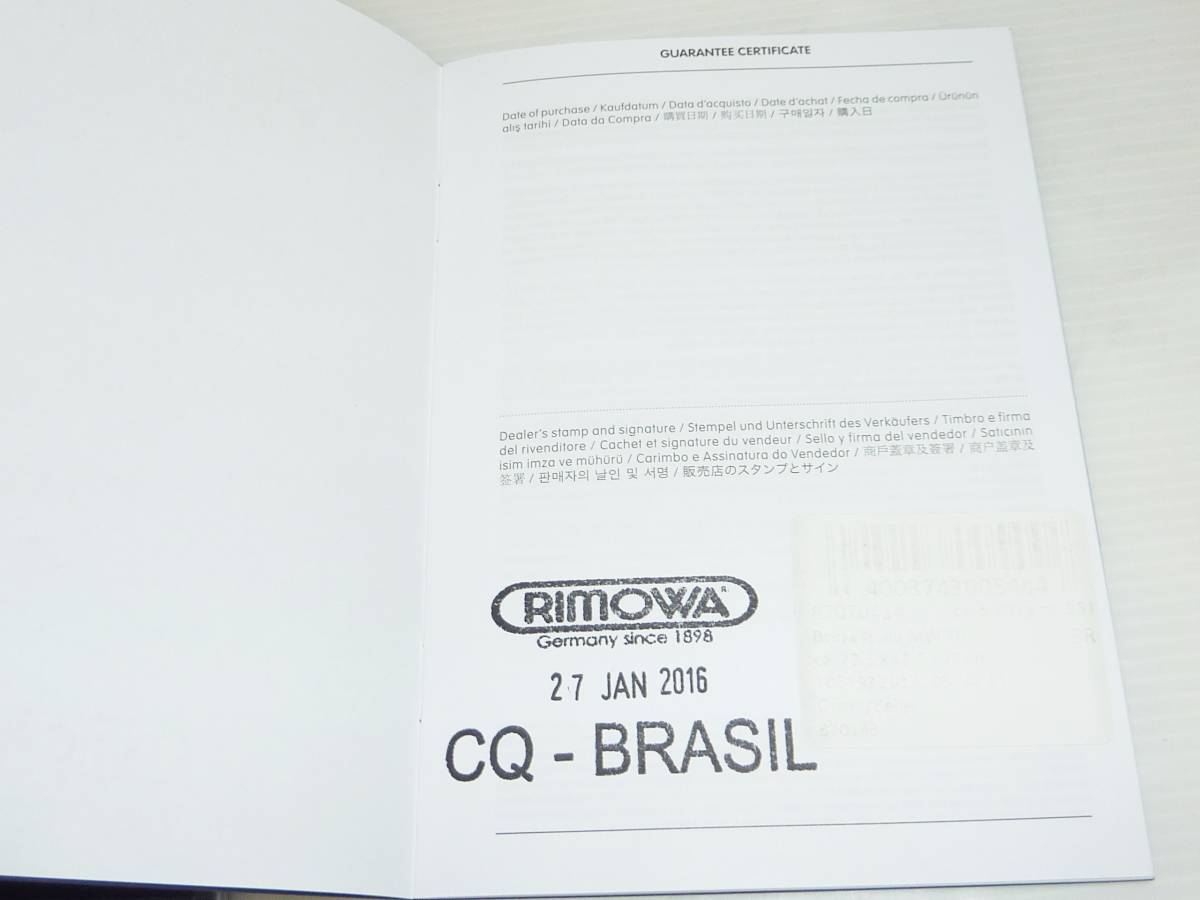 GUARANTEE CERTIFICATE
Date of purchase / Kaufdatum / Data d'acquisto / Date d'achat / Fecha de compra / Ürünün
alış tarihi / Data da Compra / 購買日期 / 购买日期 / 구매일자 / 購入日
Dealer's stamp and signature / Stempel und Unterschrift des Verkäufers / Timbro e firma
del rivenditore / Cachet et signature du vendeur / Sello y firma del vendedor / Satıcının
isim imza ve mühürü / Carimbo e Assinatura do Vendedor / 商戶蓋章及簽署 / 商户盖章及
签署 / 판매자의 날인 및 서명 / 販売店のスタンプとサイン
RIMOWA
Germany since 1898
27 JAN 2016
CQ - BRASIL